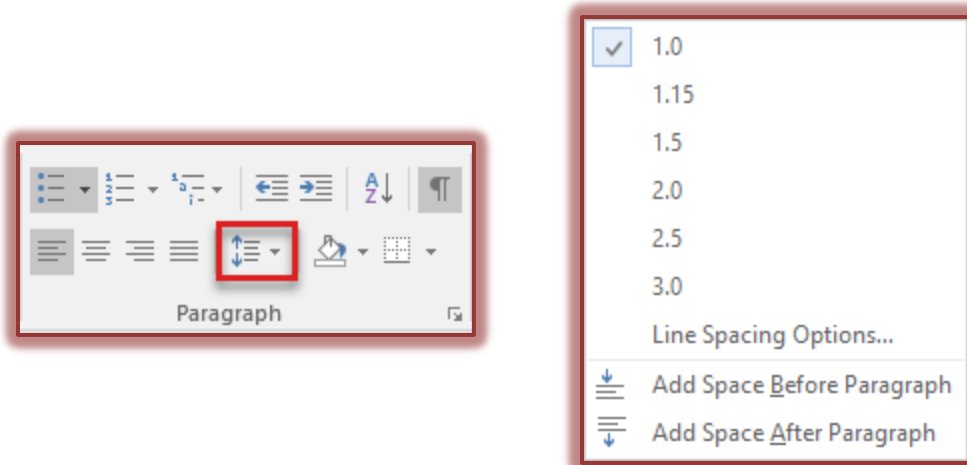 Paragraph
1.0
1.15
1.5
2.0
2.5
3.0
Line Spacing Options...
Add Space Before Paragraph
Add Space After Paragraph